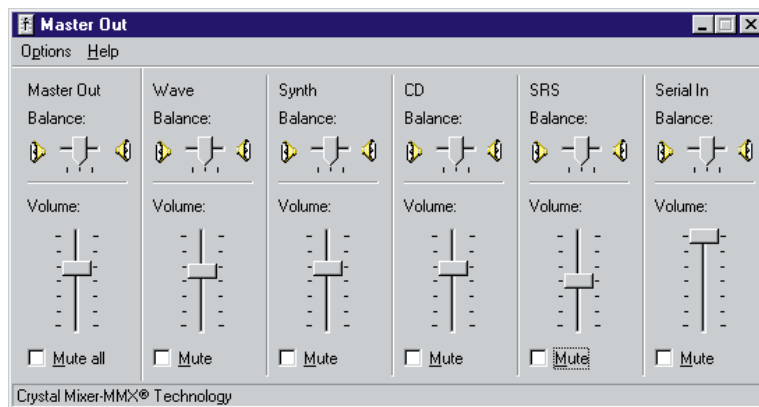 Master Out
Options Help
Master Out Wave Synth CD SRS Serial In
Balance: Balance: Balance: Balance: Balance: Balance:
Volume: Volume: Volume: Volume: Volume: Volume:
Mute all Mute Mute Mute Mute Mute
Crystal Mixer-MMX® Technology